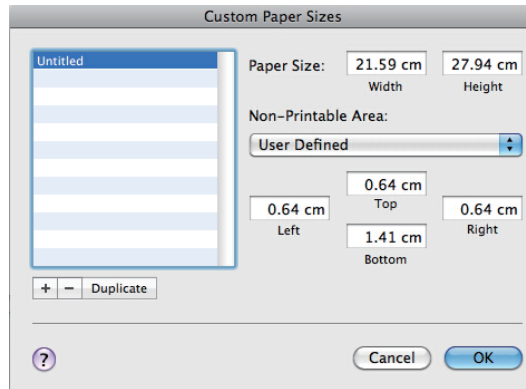 Custom Paper Sizes
Untitled
Paper Size: 21.59 cm 27.94 cm
Width Height
Non-Printable Area:
User Defined
0.64 cm
Top
0.64 cm 0.64 cm
Left Right
1.41 cm
Bottom
+ − Duplicate
? Cancel OK